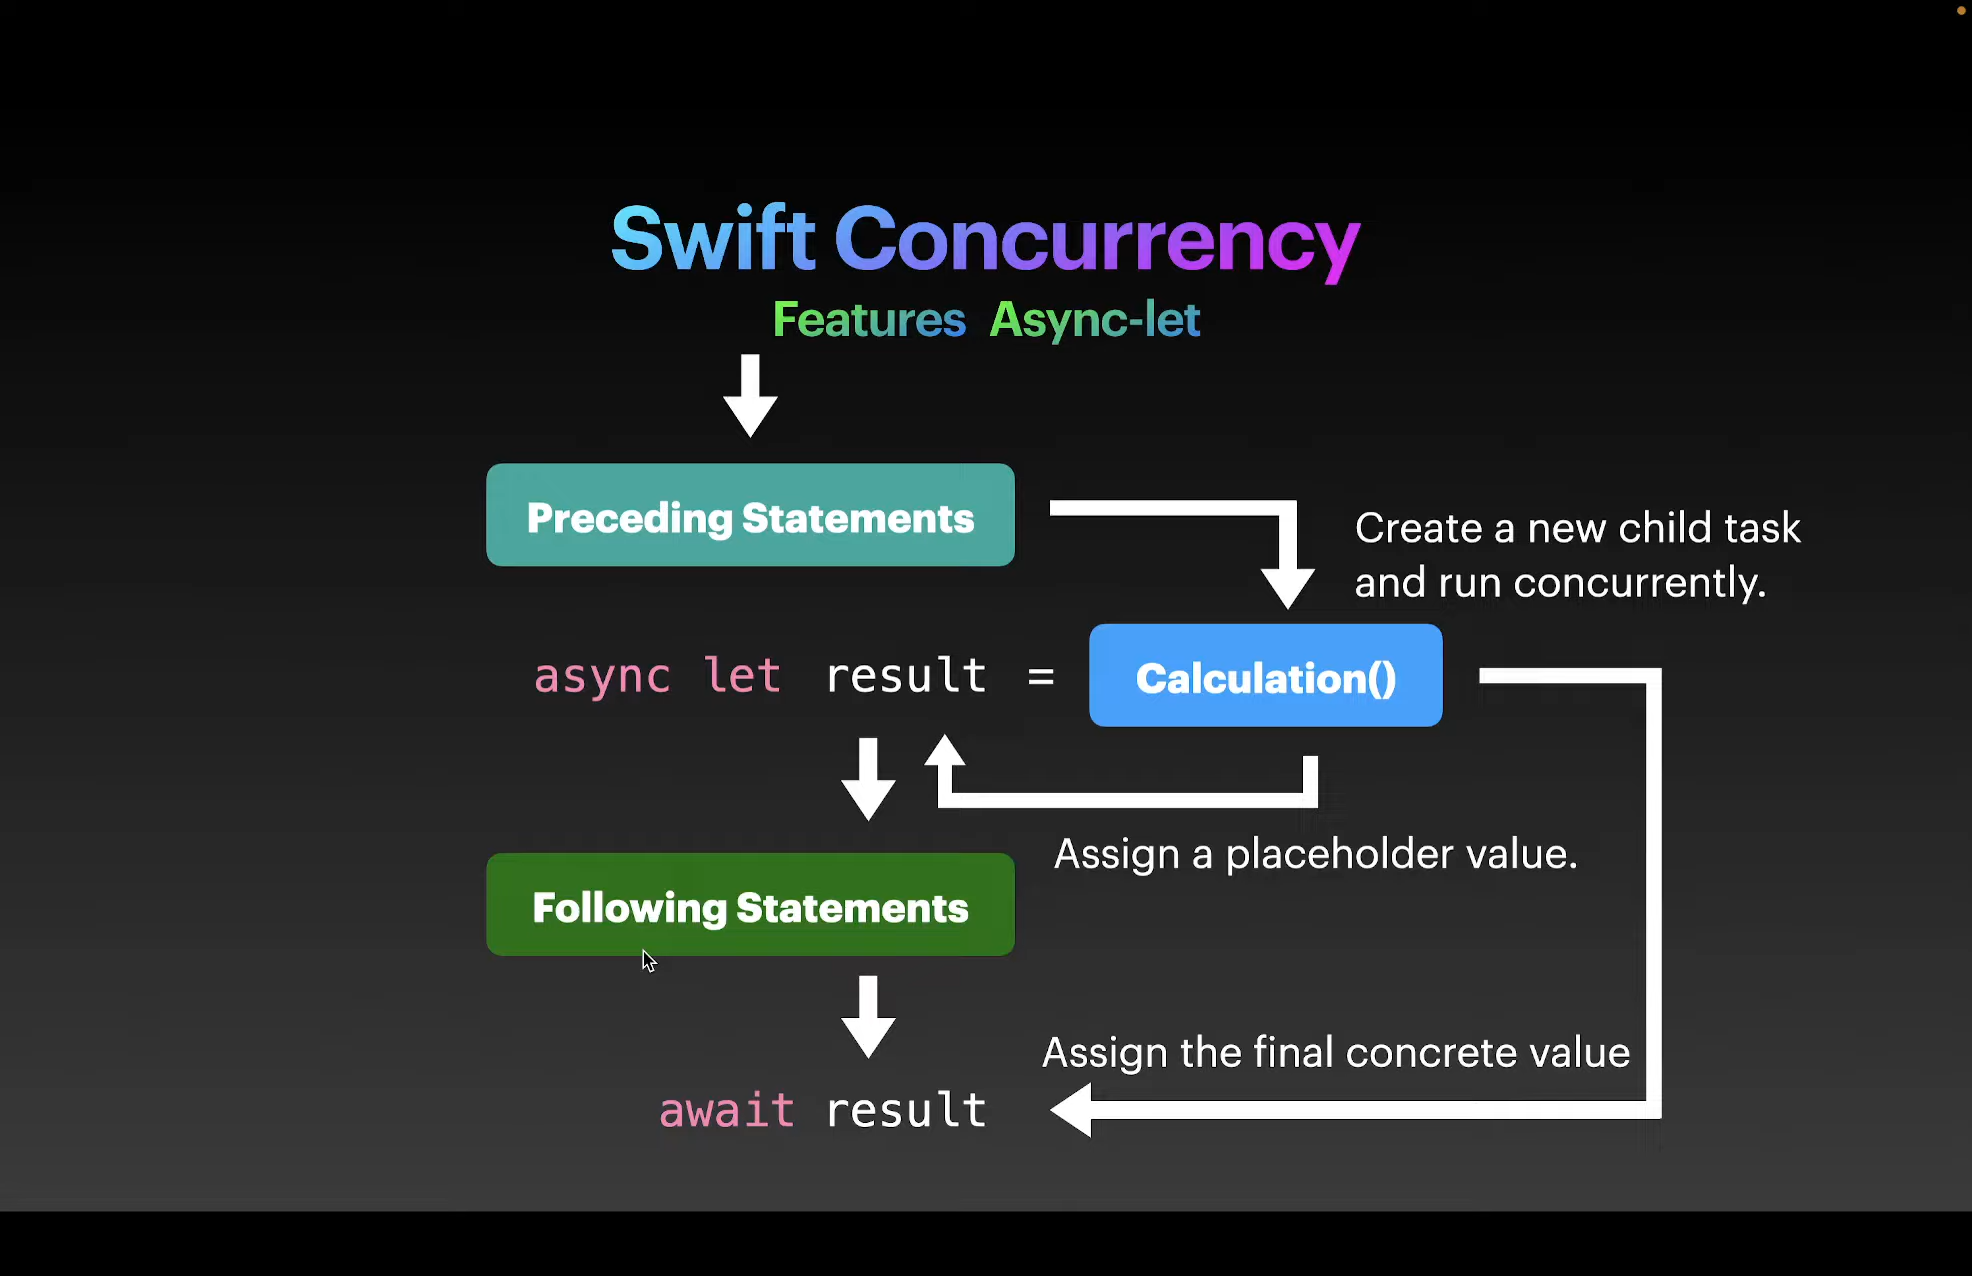 Swift Concurrency
Features Async-let
Preceding Statements
Create a new child task
and run concurrently.
async let result = Calculation()
Assign a placeholder value.
Following Statements
Assign the final concrete value
await result